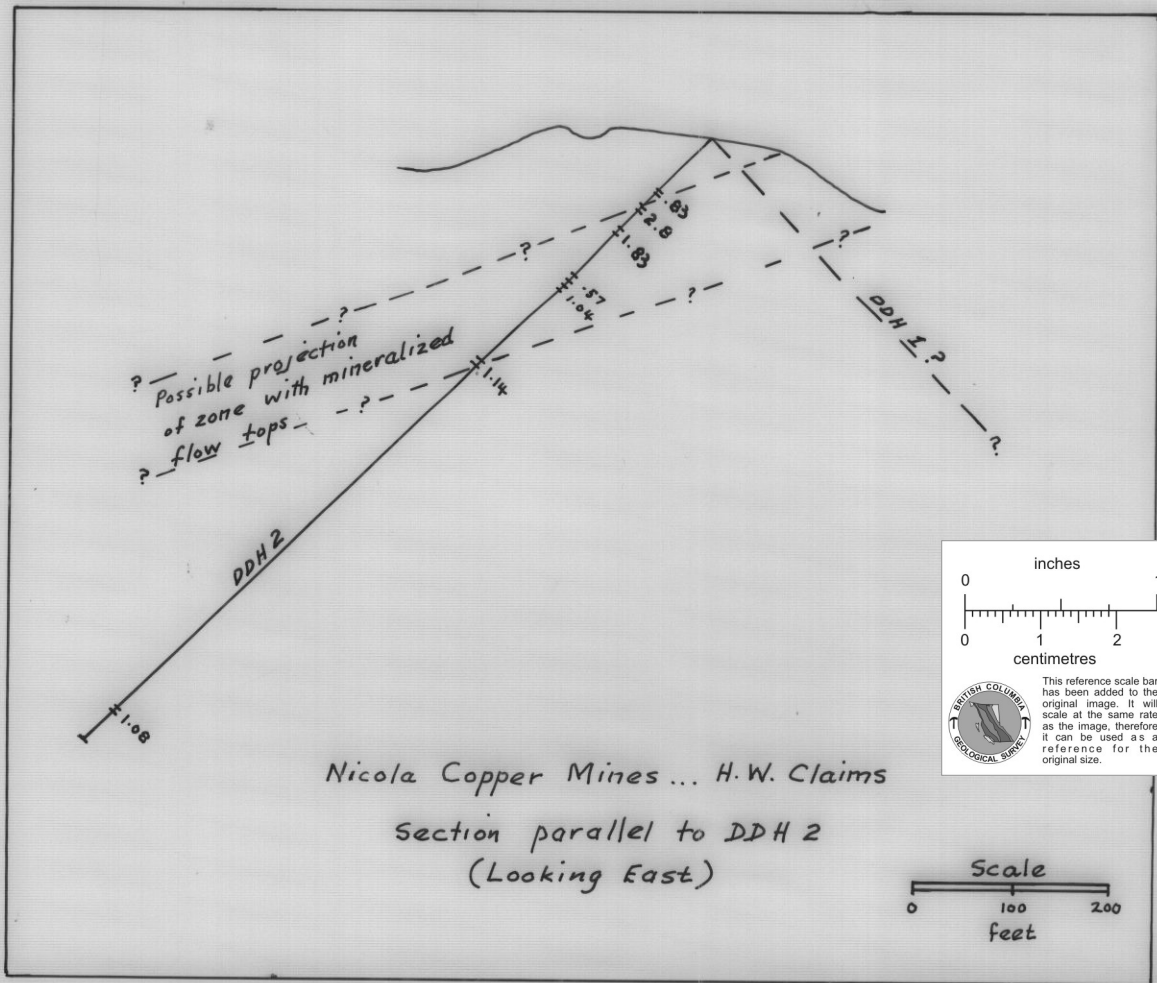 .83
2.8
1.83
.57
1.04
1.14
?
?
?
?
?
?
?
Possible projection
of zone with mineralized
flow tops
DDH 1 ?
?
DDH 2
1.08
inches
0
1
0
1
2
centimetres
BRITISH COLUMBIA
GEOLOGICAL SURVEY
This reference scale bar
has been added to the
original image. It will
scale at the same rate
as the image, therefore
it can be used as a
reference for the
original size.
Nicola Copper Mines ... H.W. Claims
Section parallel to DDH 2
(Looking East)
Scale
0 100 200
feet